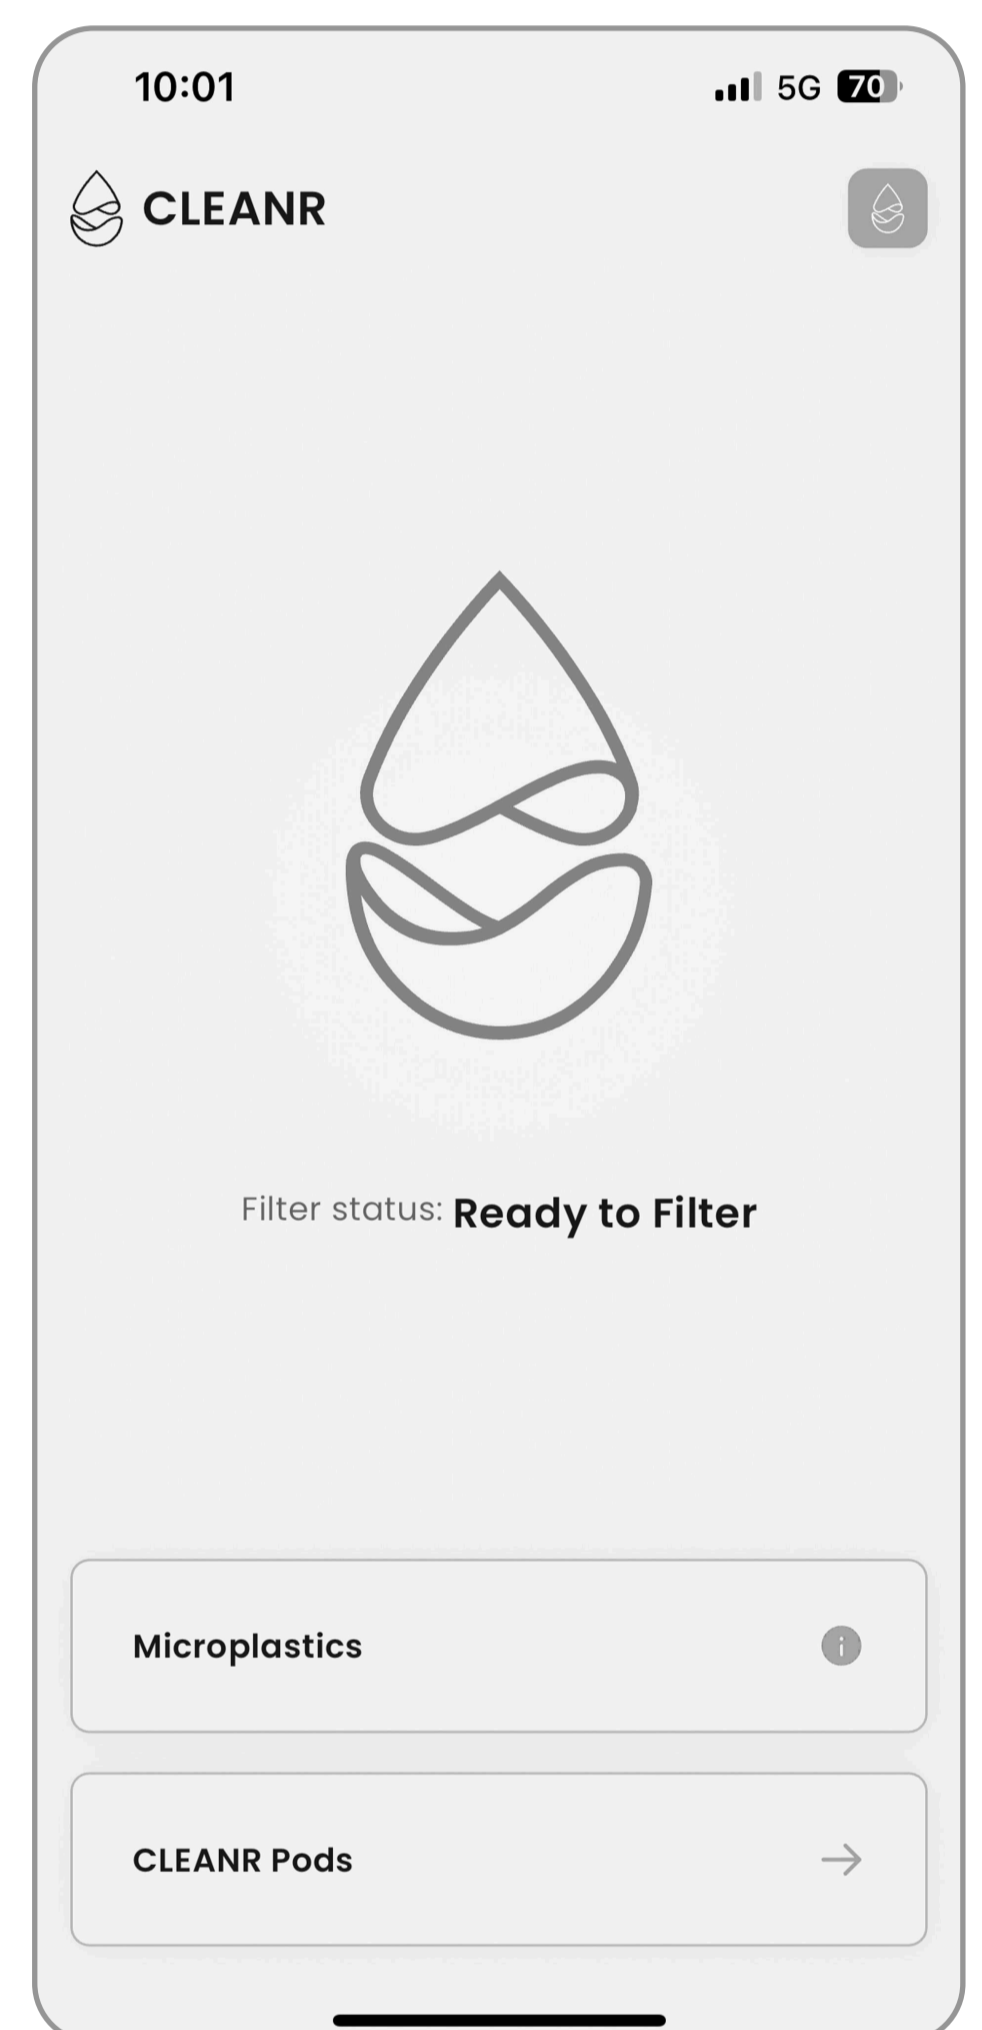 10:01 5G 70
CLEANR
Filter status: Ready to Filter
Microplastics
CLEANR Pods